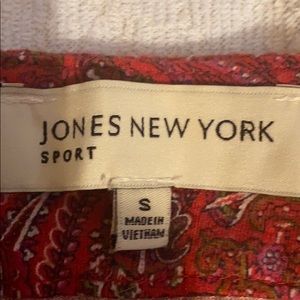 JONES NEW YORK
SPORT
S
MADE IN
VIETNAM